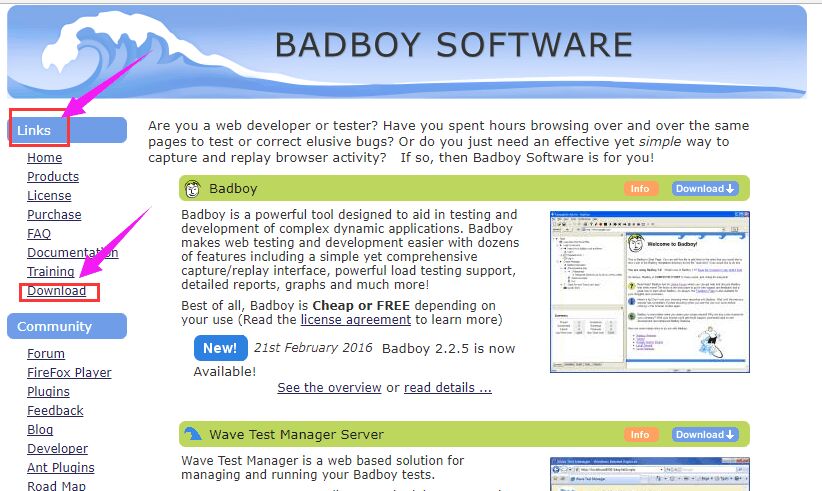 BADBOY SOFTWARE
Links
Home
Products
License
Purchase
FAQ
Documentation
Training
Download
Community
Forum
FireFox Player
Plugins
Feedback
Blog
Developer
Ant Plugins
Road Map
Are you a web developer or tester? Have you spent hours browsing over and over the same
pages to test or correct elusive bugs? Or do you just need an effective yet simple way to
capture and replay browser activity?   If so, then Badboy Software is for you!
Badboy
Info
Download
Badboy is a powerful tool designed to aid in testing and
development of complex dynamic applications. Badboy
makes web testing and development easier with dozens
of features including a simple yet comprehensive
capture/replay interface, powerful load testing support,
detailed reports, graphs and much more!
Best of all, Badboy is Cheap or FREE depending on
your use (Read the license agreement to learn more)
New! 21st February 2016 Badboy 2.2.5 is now
Available!
See the overview or read details ...
Welcome to Badboy!
Wave Test Manager Server
Info
Download
Wave Test Manager is a web based solution for
managing and running your Badboy tests.